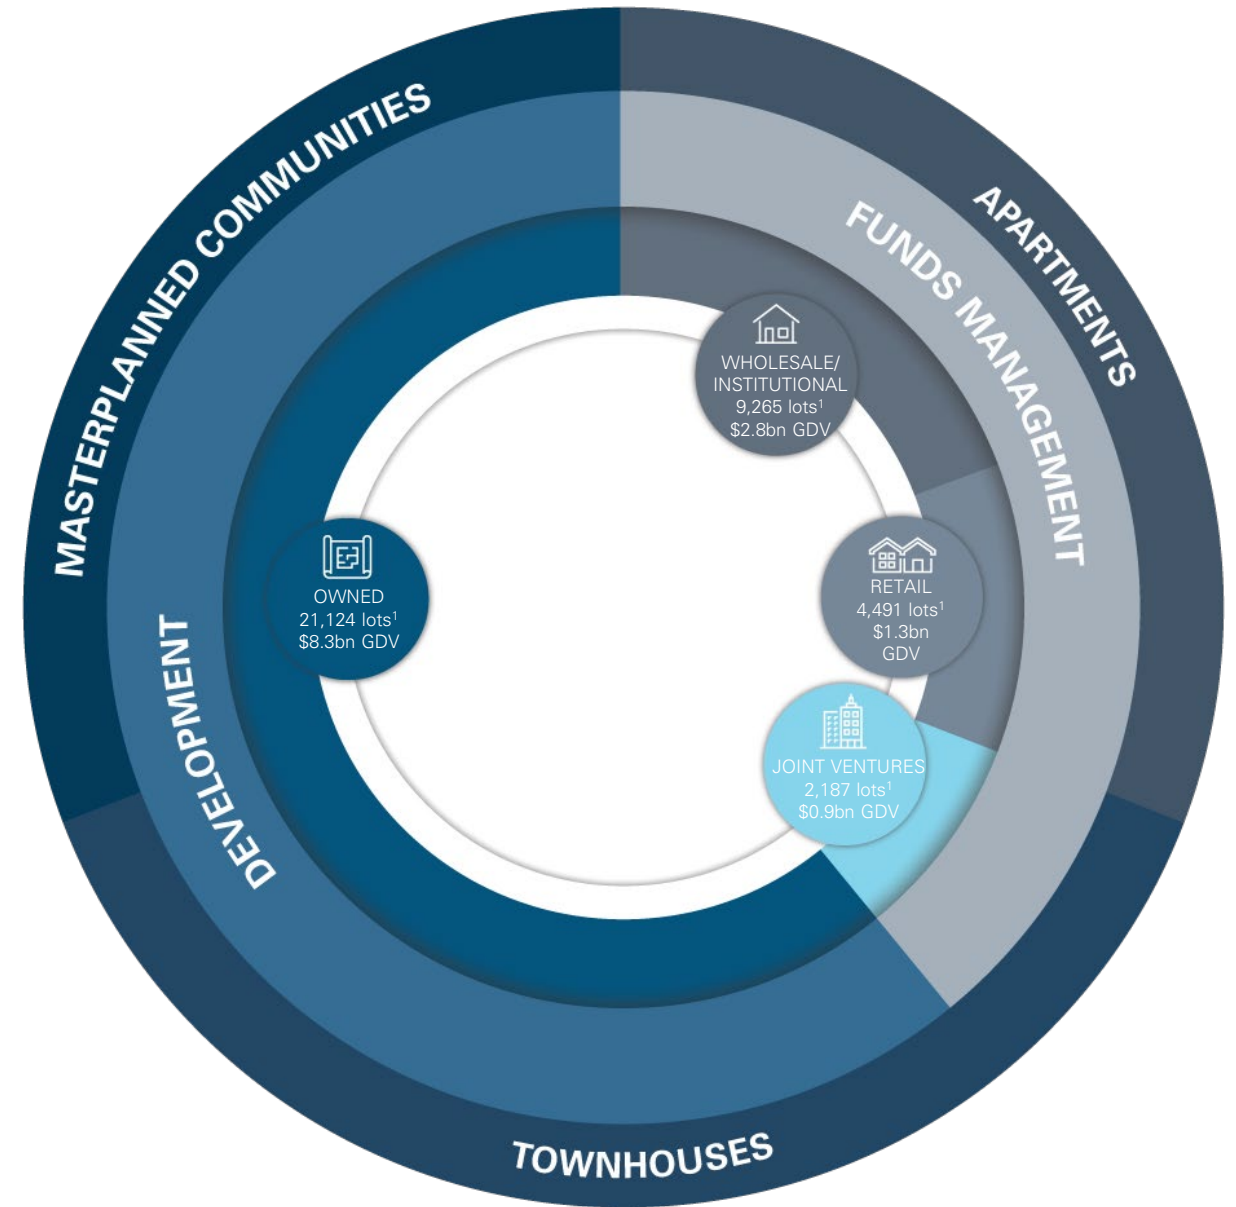 MASTERPLANNED COMMUNITIES
APARTMENTS
FUNDS MANAGEMENT
WHOLESALE/
INSTITUTIONAL
9,265 lots¹
$2.8bn GDV
OWNED
21,124 lots¹
$8.3bn GDV
RETAIL
4,491 lots¹
$1.3bn
GDV
JOINT VENTURES
2,187 lots¹
$0.9bn GDV
DEVELOPMENT
TOWNHOUSES